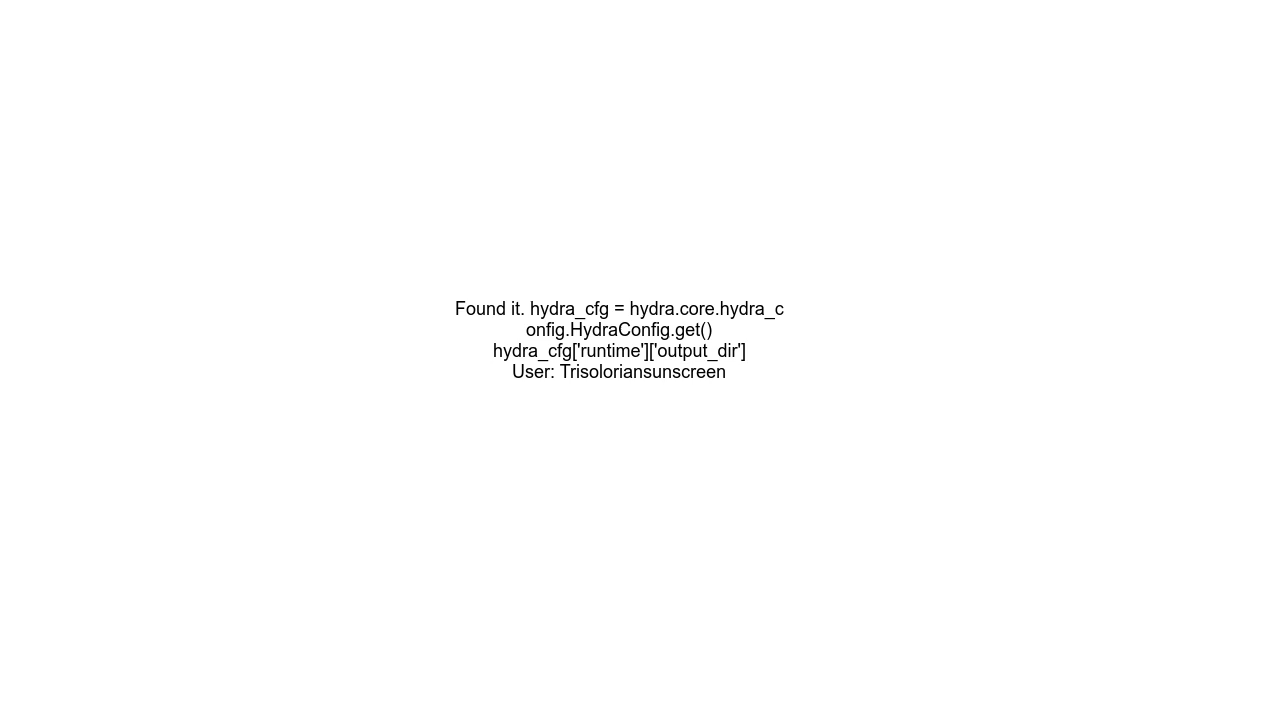 Found it. hydra_cfg = hydra.core.hydra_c
onfig.HydraConfig.get()
hydra_cfg['runtime']['output_dir']
User: Trisoloriansunscreen